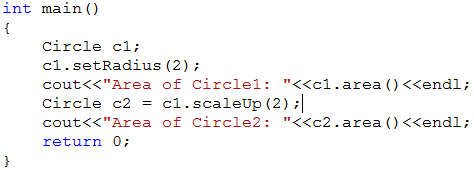 int main()
{
    Circle c1;
    c1.setRadius(2);
    cout<<"Area of Circle1: "<<c1.area()<<endl;
    Circle c2 = c1.scaleUp(2);
    cout<<"Area of Circle2: "<<c2.area()<<endl;
    return 0;
}